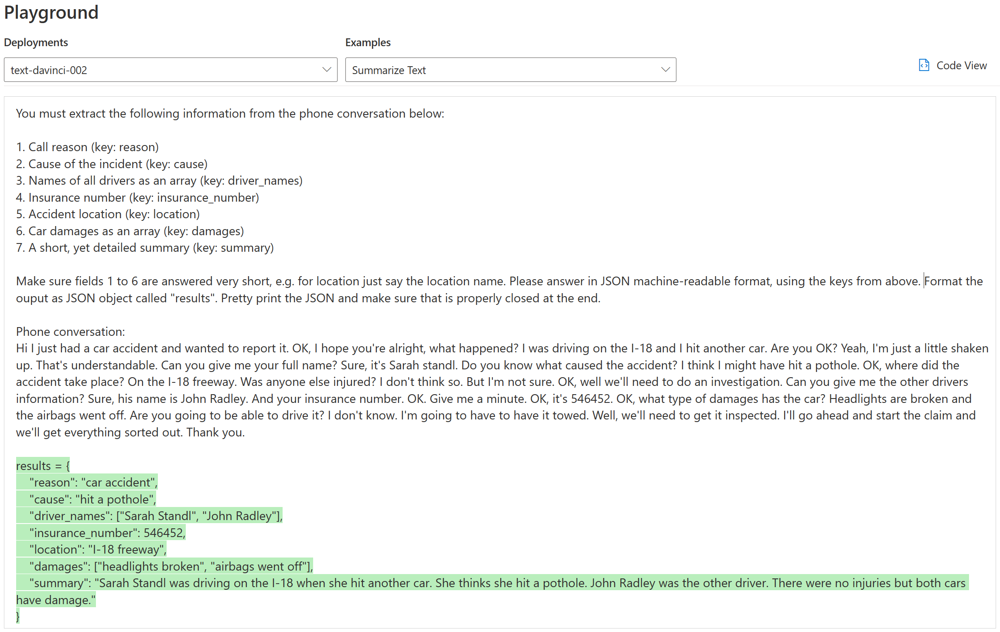 Playground
Deployments
Examples
text-davinci-002
Summarize Text
Code View
You must extract the following information from the phone conversation below:
1. Call reason (key: reason)
2. Cause of the incident (key: cause)
3. Names of all drivers as an array (key: driver_names)
4. Insurance number (key: insurance_number)
5. Accident location (key: location)
6. Car damages as an array (key: damages)
7. A short, yet detailed summary (key: summary)
Make sure fields 1 to 6 are answered very short, e.g. for location just say the location name. Please answer in JSON machine-readable format, using the keys from above. Format the
ouput as JSON object called "results". Pretty print the JSON and make sure that is properly closed at the end.
Phone conversation:
Hi I just had a car accident and wanted to report it. OK, I hope you're alright, what happened? I was driving on the I-18 and I hit another car. Are you OK? Yeah, I'm just a little shaken
up. That's understandable. Can you give me your full name? Sure, it's Sarah standl. Do you know what caused the accident? I think I might have hit a pothole. OK, where did the
accident take place? On the I-18 freeway. Was anyone else injured? I don't think so. But I'm not sure. OK, well we'll need to do an investigation. Can you give me the other drivers
information? Sure, his name is John Radley. And your insurance number. OK. Give me a minute. OK, it's 546452. OK, what type of damages has the car? Headlights are broken and
the airbags went off. Are you going to be able to drive it? I don't know. I'm going to have to have it towed. Well, we'll need to get it inspected. I'll go ahead and start the claim and
we'll get everything sorted out. Thank you.
results = {
"reason": "car accident",
"cause": "hit a pothole",
"driver_names": ["Sarah Standl", "John Radley"],
"insurance_number": 546452,
"location": "I-18 freeway",
"damages": ["headlights broken", "airbags went off"],
"summary": "Sarah Standl was driving on the I-18 when she hit another car. She thinks she hit a pothole. John Radley was the other driver. There were no injuries but both cars
have damage."
}